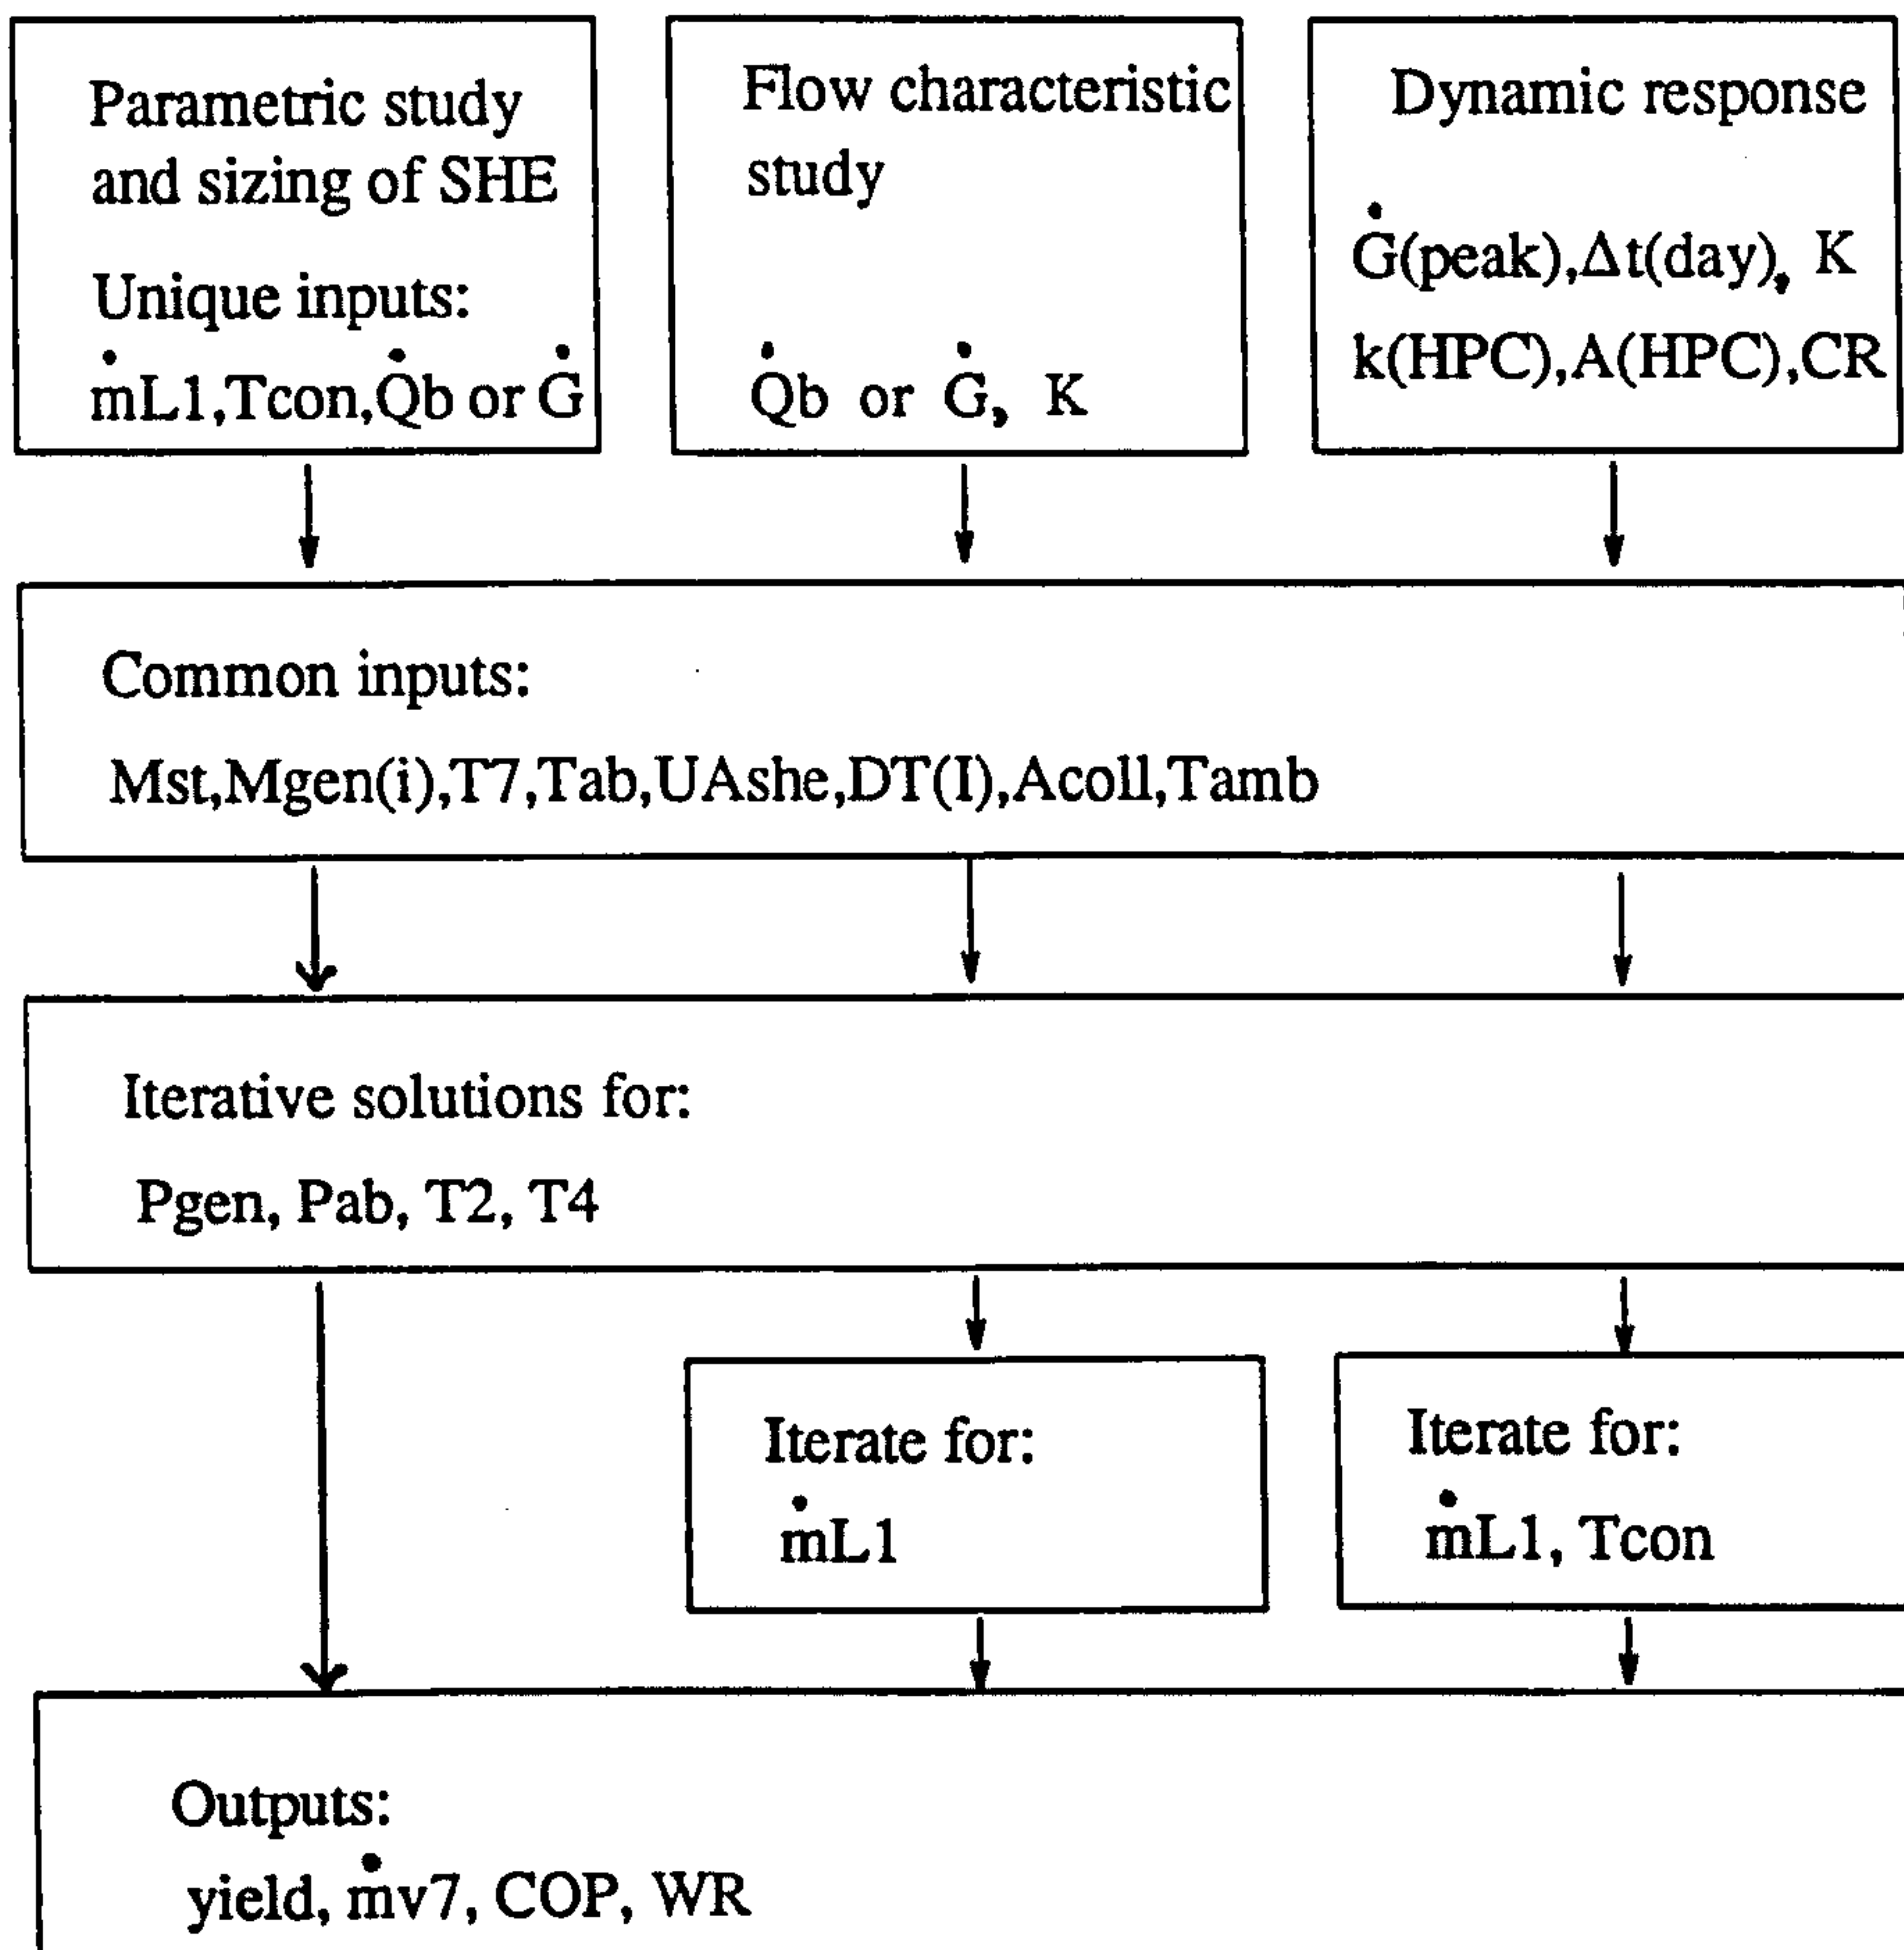 Parametric study
and sizing of SHE
Unique inputs:
ṁL1,Tcon,Q̇b or Ġ
Flow characteristic
study
Q̇b or Ġ, K
Dynamic response
Ġ(peak),Δt(day), K
k(HPC),A(HPC),CR
Common inputs:
Mst,Mgen(i),T7,Tab,UAshe,DT(I),Acoll,Tamb
Iterative solutions for:
Pgen, Pab, T2, T4
Iterate for:
ṁL1
Iterate for:
ṁL1, Tcon
Outputs:
yield, ṁv7, COP, WR